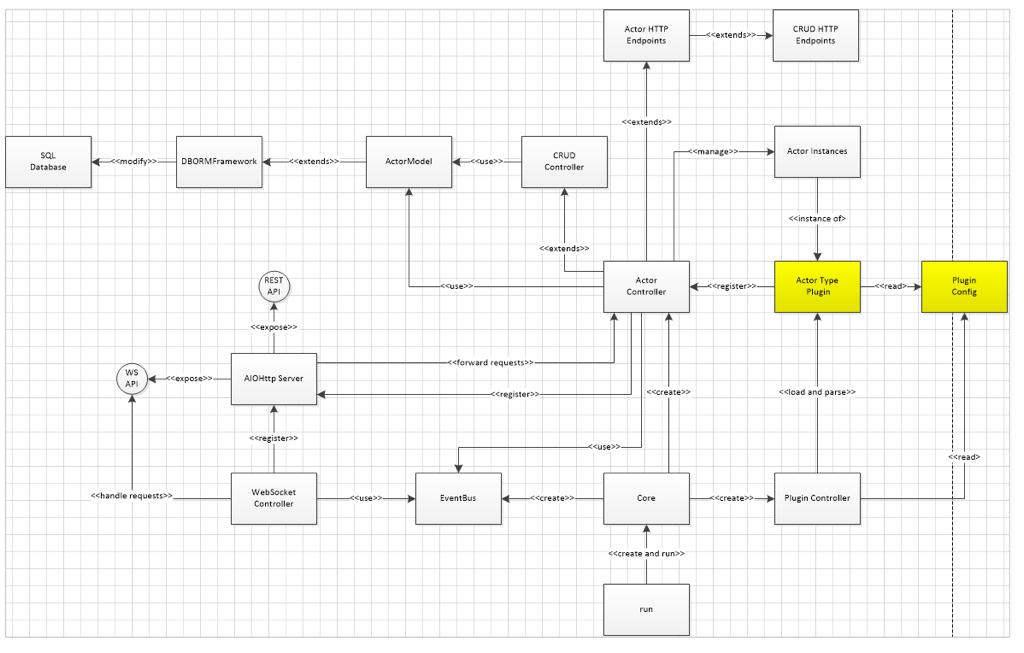 Actor HTTP
Endpoints
<<extends>>
CRUD HTTP
Endpoints
<<extends>>
SQL
Database
<<modify>>
DBORMFramework
<<extends>>
ActorModel
<<use>>
CRUD
Controller
<<manage>>
Actor Instances
<<instance of>>
<<extends>>
<<use>>
Actor
Controller
<<register>>
Actor Type
Plugin
<<read>>
Plugin
Config
REST
API
<<expose>>
WS
API
<<expose>>
AIOHttp Server
<<forward requests>>
<<register>>
<<create>>
<<load and parse>>
<<register>>
<<use>>
<<read>>
<<handle requests>>
WebSocket
Controller
<<use>>
EventBus
<<create>>
Core
<<create>>
Plugin Controller
<<create and run>>
run